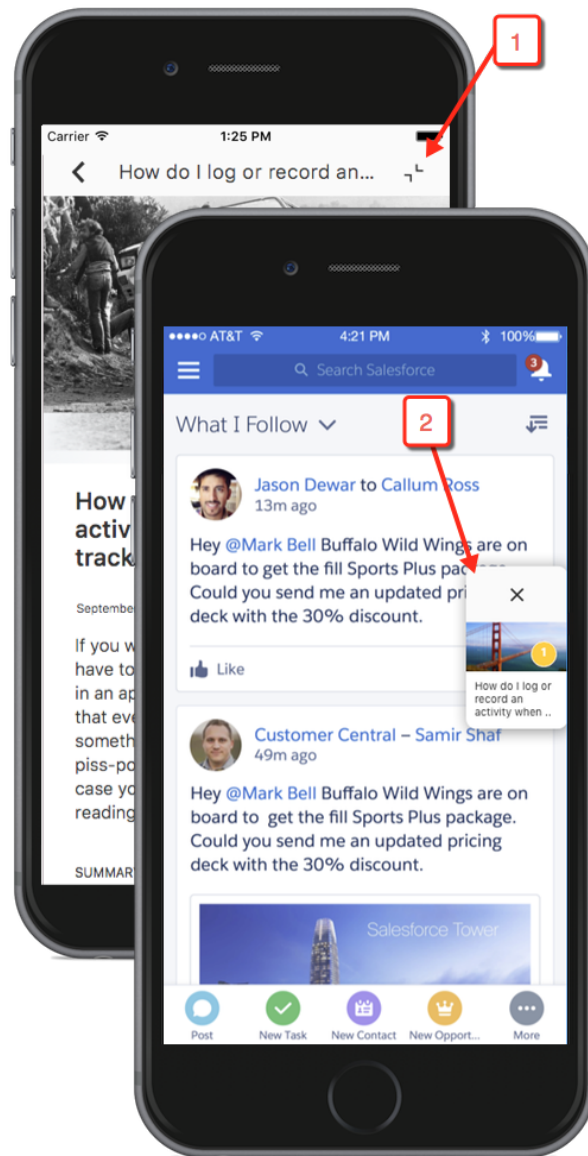 1
Carrier
1:25 PM
How do I log or record an...
How
activ
track
September
If you w
have to
in an ap
that eve
someth
piss-po
case yo
reading
SUMMARY
AT&T
4:21 PM
100%
Search Salesforce
3
What I Follow
2
Jason Dewar to Callum Ross
13m ago
Hey @Mark Bell Buffalo Wild Wings are on
board to get the fill Sports Plus package.
Could you send me an updated pri
deck with the 30% discount.
Like
1
How do I log or
record an
activity when ..
Customer Central – Samir Shaf
49m ago
Hey @Mark Bell Buffalo Wild Wings are on
board to get the fill Sports Plus package.
Could you send me an updated pricing
deck with the 30% discount.
Salesforce Tower
Post
New Task
New Contact
New Opport...
More